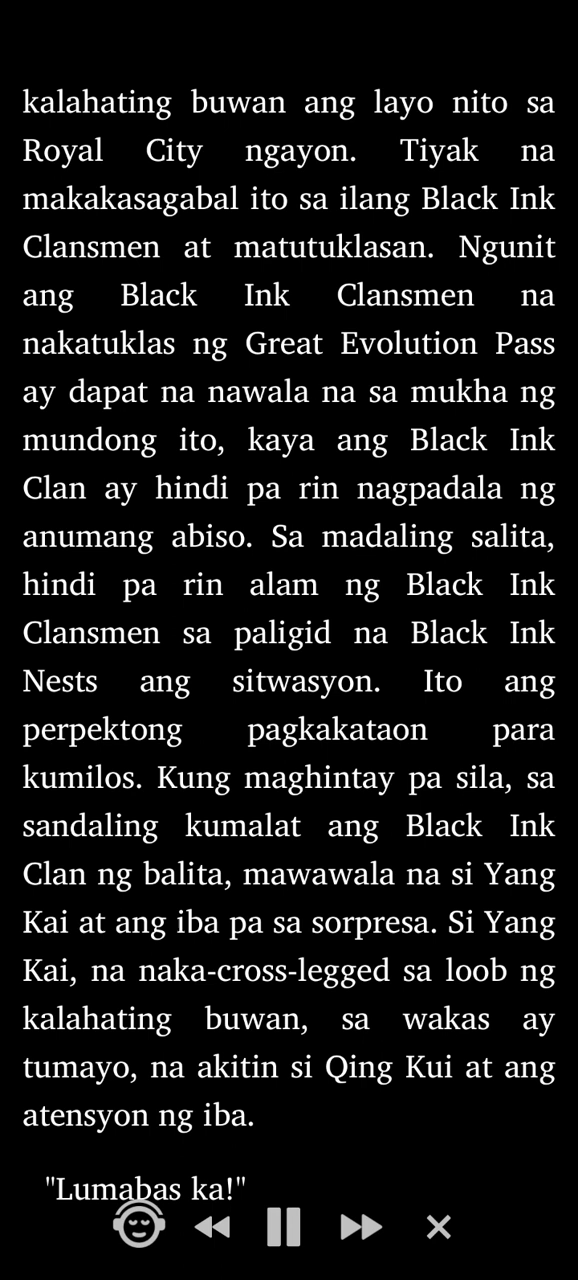 kalahating buwan ang layo nito sa
Royal City ngayon. Tiyak na
makakasagabal ito sa ilang Black Ink
Clansmen at matutuklasan. Ngunit
ang Black Ink Clansmen na
nakatuklas ng Great Evolution Pass
ay dapat na nawala na sa mukha ng
mundong ito, kaya ang Black Ink
Clan ay hindi pa rin nagpadala ng
anumang abiso. Sa madaling salita,
hindi pa rin alam ng Black Ink
Clansmen sa paligid na Black Ink
Nests ang sitwasyon. Ito ang
perpektong pagkakataon para
kumilos. Kung maghintay pa sila, sa
sandaling kumalat ang Black Ink
Clan ng balita, mawawala na si Yang
Kai at ang iba pa sa sorpresa. Si Yang
Kai, na naka-cross-legged sa loob ng
kalahating buwan, sa wakas ay
tumayo, na akitin si Qing Kui at ang
atensyon ng iba.
"Lumabas ka!"